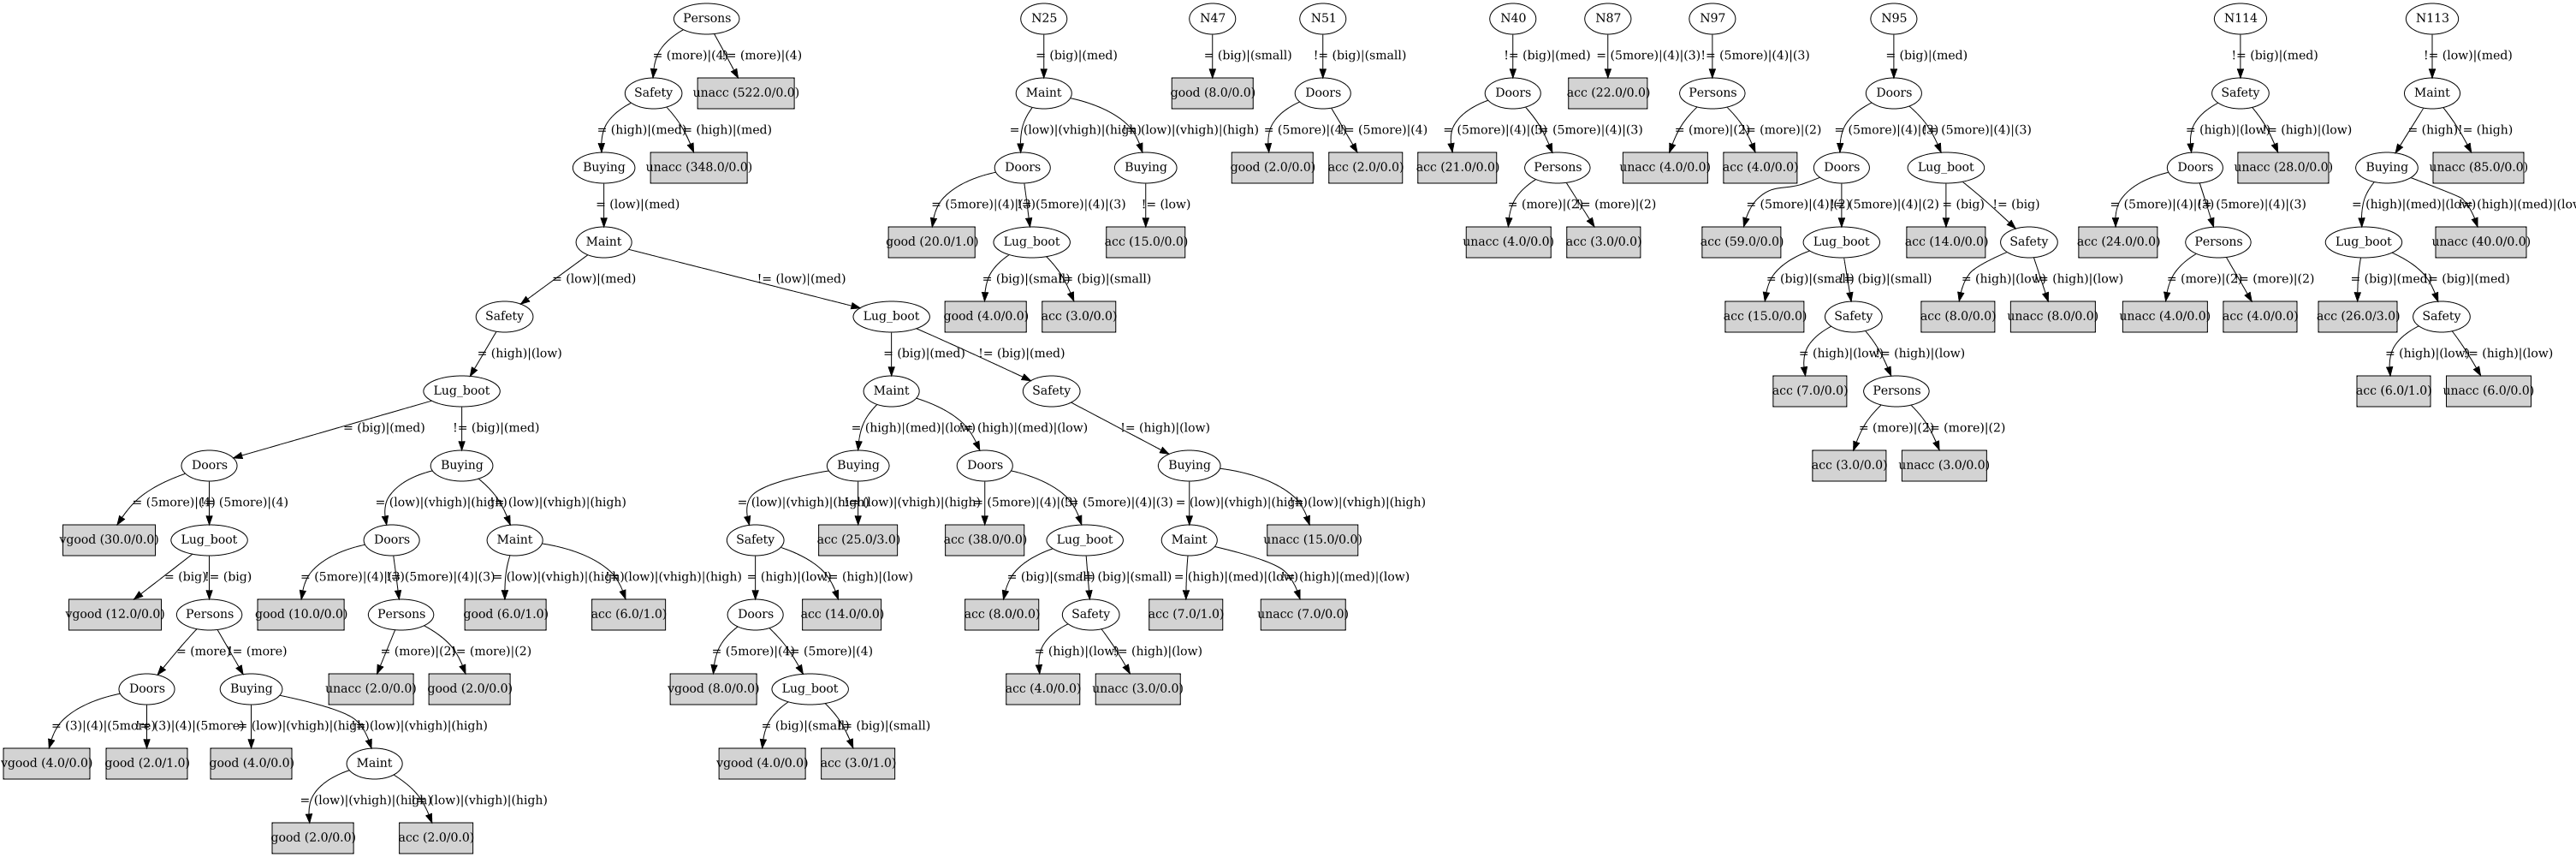 Persons N25 N47 N51 N40 N87 N97 N95 N114 N113
= (more)|(4) != (more)|(4) = (big)|(med) = (big)|(small) != (big)|(small) != (big)|(med) = (5more)|(4)|(3) != (5more)|(4)|(3) = (big)|(med) != (big)|(med) != (low)|(med)
Safety unacc (522.0/0.0) Maint good (8.0/0.0) Doors Doors acc (22.0/0.0) Persons Doors Safety Maint
= (high)|(med) != (high)|(med) = (low)|(vhigh)|(high) != (low)|(vhigh)|(high) = (5more)|(4) != (5more)|(4) = (5more)|(4)|(3) != (5more)|(4)|(3) = (more)|(2) != (more)|(2) = (5more)|(4)|(3) != (5more)|(4)|(3) = (high)|(low) != (high)|(low) = (high) != (high)
Buying unacc (348.0/0.0) Doors Buying good (2.0/0.0) acc (2.0/0.0) acc (21.0/0.0) Persons unacc (4.0/0.0) acc (4.0/0.0) Doors Lug_boot Doors unacc (28.0/0.0) Buying unacc (85.0/0.0)
= (low)|(med) = (5more)|(4)|(3) != (5more)|(4)|(3) != (low) = (more)|(2) != (more)|(2) = (5more)|(4)|(2) != (5more)|(4)|(2) = (big) != (big) = (5more)|(4)|(3) != (5more)|(4)|(3) = (high)|(med)|(low) != (high)|(med)|(low)
Maint good (20.0/1.0) Lug_boot acc (15.0/0.0) unacc (4.0/0.0) acc (3.0/0.0) acc (59.0/0.0) Lug_boot acc (14.0/0.0) Safety acc (24.0/0.0) Persons Lug_boot unacc (40.0/0.0)
= (low)|(med) != (low)|(med) = (big)|(small) != (big)|(small) = (big)|(small) != (big)|(small) = (high)|(low) != (high)|(low) = (more)|(2) != (more)|(2) = (big)|(med) != (big)|(med)
Safety Lug_boot good (4.0/0.0) acc (3.0/0.0) acc (15.0/0.0) Safety acc (8.0/0.0) unacc (8.0/0.0) unacc (4.0/0.0) acc (4.0/0.0) acc (26.0/3.0) Safety
= (high)|(low) = (big)|(med) != (big)|(med) = (high)|(low) != (high)|(low) = (high)|(low) != (high)|(low)
Lug_boot Maint Safety acc (7.0/0.0) Persons acc (6.0/1.0) unacc (6.0/0.0)
= (big)|(med) != (big)|(med) = (high)|(med)|(low) != (high)|(med)|(low) != (high)|(low) = (more)|(2) != (more)|(2)
Doors Buying Buying Doors Buying acc (3.0/0.0) unacc (3.0/0.0)
= (5more)|(4) != (5more)|(4) = (low)|(vhigh)|(high) != (low)|(vhigh)|(high) = (low)|(vhigh)|(high) != (low)|(vhigh)|(high) = (5more)|(4)|(3) != (5more)|(4)|(3) = (low)|(vhigh)|(high) != (low)|(vhigh)|(high)
vgood (30.0/0.0) Lug_boot Doors Maint Safety acc (25.0/3.0) acc (38.0/0.0) Lug_boot Maint unacc (15.0/0.0)
= (big) != (big) = (5more)|(4)|(3) != (5more)|(4)|(3) = (low)|(vhigh)|(high) != (low)|(vhigh)|(high) = (high)|(low) != (high)|(low) = (big)|(small) != (big)|(small) = (high)|(med)|(low) != (high)|(med)|(low)
vgood (12.0/0.0) Persons good (10.0/0.0) Persons good (6.0/1.0) acc (6.0/1.0) Doors acc (14.0/0.0) acc (8.0/0.0) Safety acc (7.0/1.0) unacc (7.0/0.0)
= (more) != (more) = (more)|(2) != (more)|(2) = (5more)|(4) != (5more)|(4) = (high)|(low) != (high)|(low)
Doors Buying unacc (2.0/0.0) good (2.0/0.0) vgood (8.0/0.0) Lug_boot acc (4.0/0.0) unacc (3.0/0.0)
= (3)|(4)|(5more) != (3)|(4)|(5more) = (low)|(vhigh)|(high) != (low)|(vhigh)|(high) = (big)|(small) != (big)|(small)
vgood (4.0/0.0) good (2.0/1.0) good (4.0/0.0) Maint vgood (4.0/0.0) acc (3.0/1.0)
= (low)|(vhigh)|(high) != (low)|(vhigh)|(high)
good (2.0/0.0) acc (2.0/0.0)